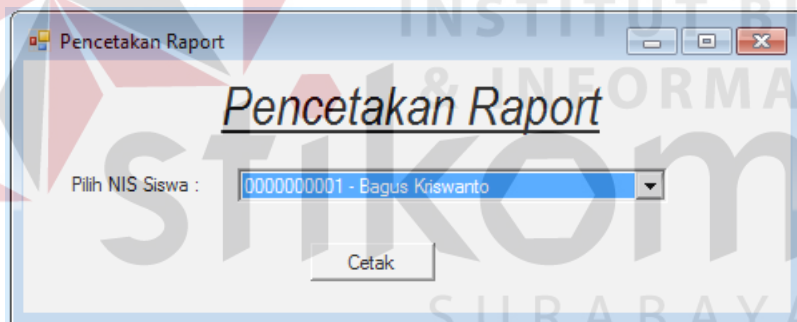 INSTITUT B
Pencetakan Raport
& INFORMA
Pencetakan Raport
stikom
Pilih NIS Siswa :
0000000001 - Bagus Kriswanto
Cetak
SURABAYA